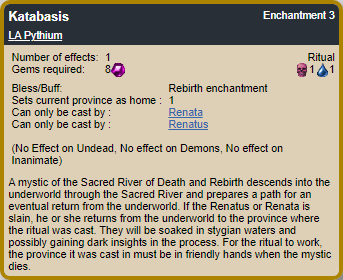 Katabasis Enchantment 3
LA Pythium
Number of effects: 1 Ritual
Gems required: 8 1 1
Bless/Buff: Rebirth enchantment
Sets current province as home : 1
Can only be cast by : Renata
Can only be cast by : Renatus
(No Effect on Undead, No effect on Demons, No effect on
Inanimate)
A mystic of the Sacred River of Death and Rebirth descends into the
underworld through the Sacred River and prepares a path for an
eventual return from the underworld. If the Renatus or Renata is
slain, he or she returns from the underworld to the province where
the ritual was cast. They will be soaked in stygian waters and
possibly gaining dark insights in the process. For the ritual to work,
the province it was cast in must be in friendly hands when the mystic
dies.